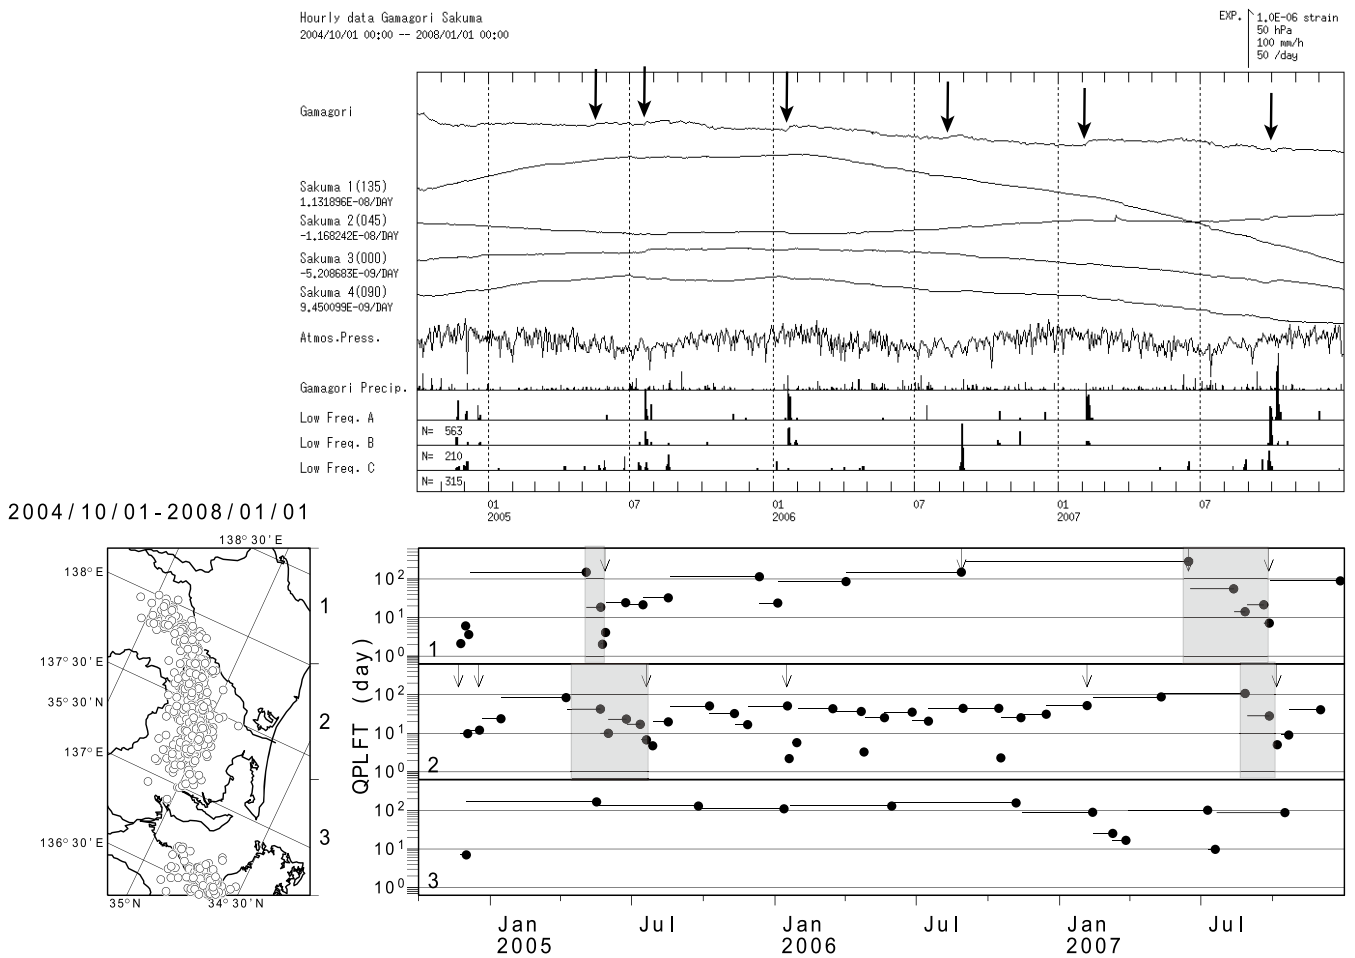 Hourly data Gamagori Sakuma
2004/10/01 00:00 -- 2008/01/01 00:00
EXP. 1.0E-06 strain
50 hPa
100 mm/h
50 /day
Gamagori
Sakuma 1(135)
1.131896E-08/DAY
Sakuma 2(045)
-1.168242E-08/DAY
Sakuma 3(000)
-5.208683E-09/DAY
Sakuma 4(090)
9.450099E-09/DAY
Atmos.Press.
Gamagori Precip.
Low Freq. A
N= 563
Low Freq. B
N= 210
Low Freq. C
N= 315
01 07 01 07 01 07
2005 2006 2007
2004/10/01-2008/01/01
138°30'E
138°E
137°30'E
35°30'N
137°E
136°30'E
35°N 34°30'N
1
2
3
QPLFT (day)
10² 
10¹
10⁰
1
10²
10¹
10⁰
2
10²
10¹
10⁰
3
Jan Jul Jan Jul Jan Jul
2005 2006 2007